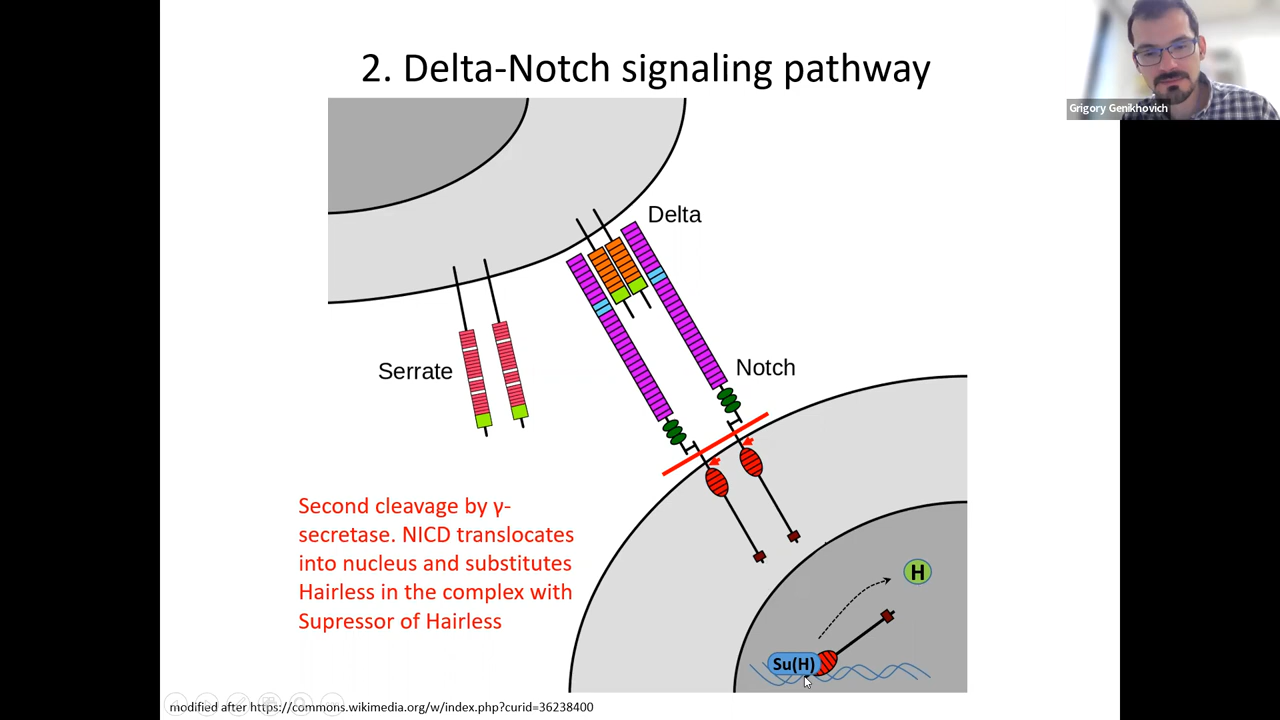 2. Delta-Notch signaling pathway
Grigory Genikhovich
Delta
Serrate
Notch
Second cleavage by γ-
secretase. NICD translocates
into nucleus and substitutes
Hairless in the complex with
Supressor of Hairless
H
Su(H)
modified after https://commons.wikimedia.org/w/index.php?curid=36238400